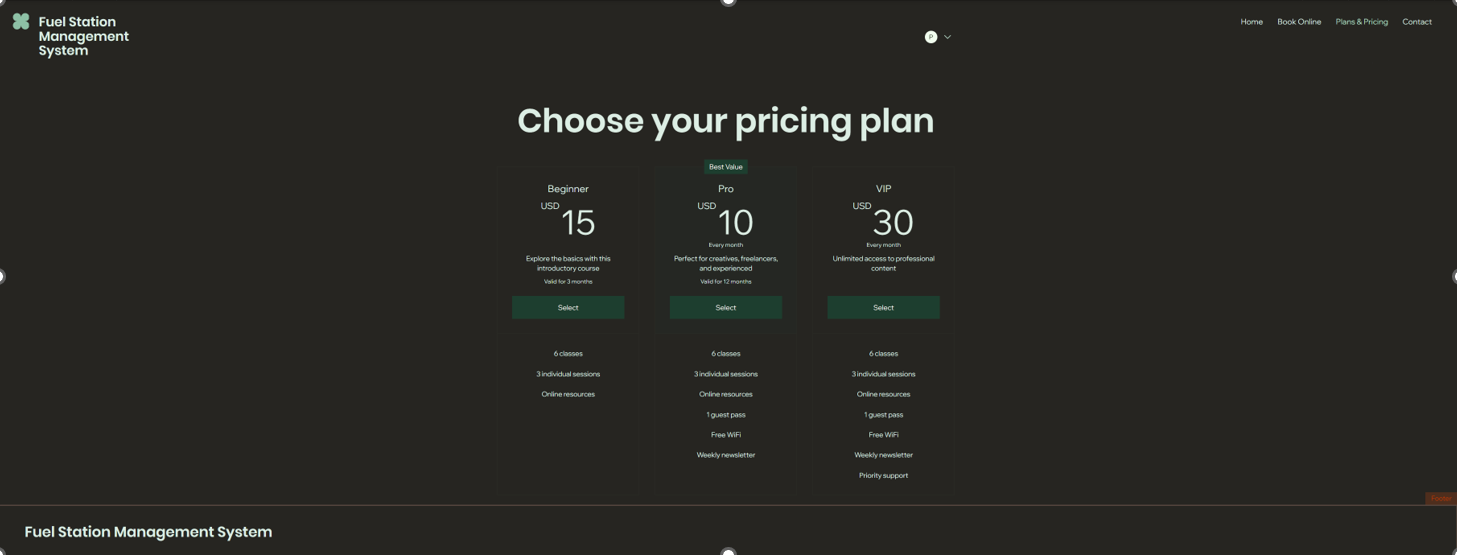 Fuel Station
Management
System
Home
Book Online
Plans & Pricing
Contact
P
Choose your pricing plan
Best Value
Beginner
USD
15
Explore the basics with this
introductory course
Valid for 3 months
Select
6 classes
3 individual sessions
Online resources
Pro
USD
10
Every month
Perfect for creatives, freelancers,
and experienced
Valid for 12 months
Select
6 classes
3 individual sessions
Online resources
1 guest pass
Free WiFi
Weekly newsletter
VIP
USD
30
Every month
Unlimited access to professional
content
Select
6 classes
3 individual sessions
Online resources
1 guest pass
Free WiFi
Weekly newsletter
Priority support
Footer
Fuel Station Management System